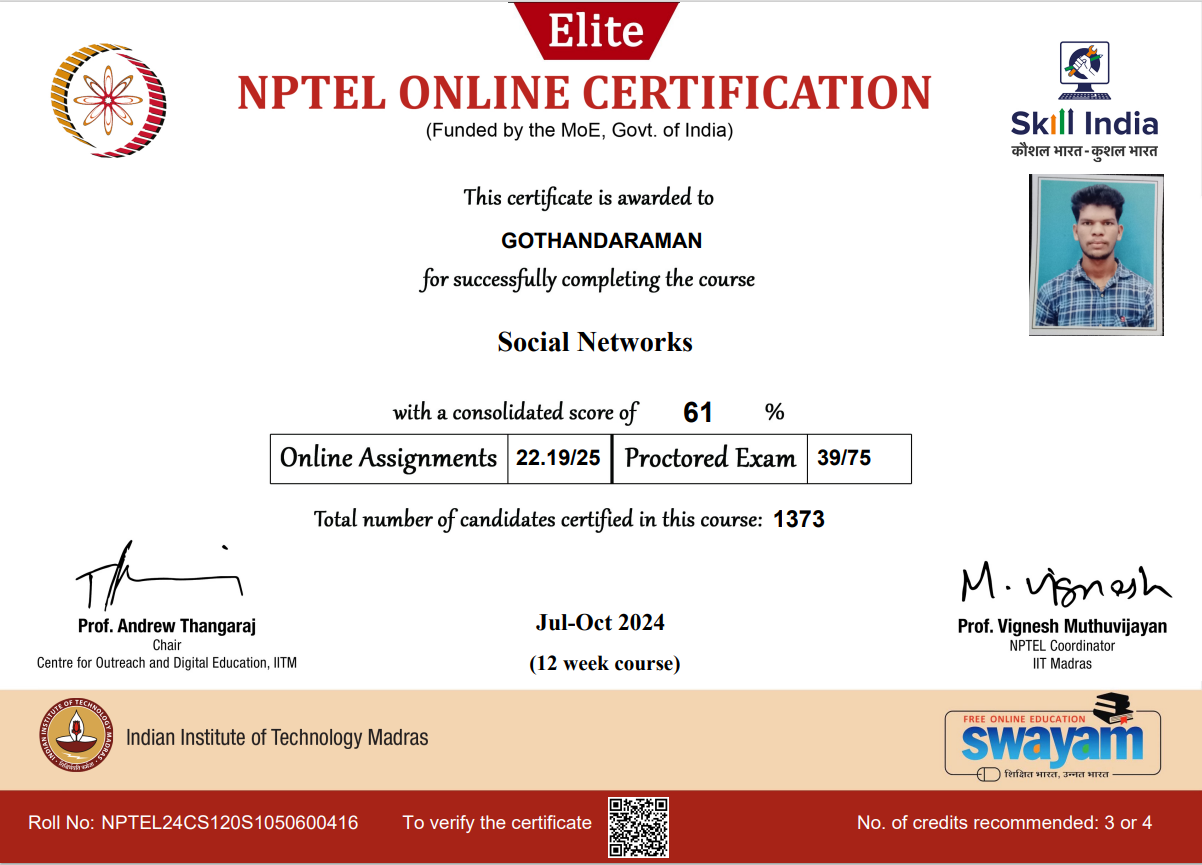 Elite
NPTEL ONLINE CERTIFICATION
(Funded by the MoE, Govt. of India)
Skill India
कौशल भारत - कुशल भारत
This certificate is awarded to
GOTHANDARAMAN
for successfully completing the course
Social Networks
with a consolidated score of 61 %
Online Assignments 22.19/25 Proctored Exam 39/75
Total number of candidates certified in this course: 1373
M. Vignesh
Prof. Andrew Thangaraj
Chair
Centre for Outreach and Digital Education, IITM
Jul-Oct 2024
(12 week course)
Prof. Vignesh Muthuvijayan
NPTEL Coordinator
IIT Madras
INDIAN INSTITUTE OF TECHNOLOGY MADRAS
Indian Institute of Technology Madras
FREE ONLINE EDUCATION
swayam
शिक्षित भारत, उन्नत भारत
Roll No: NPTEL24CS120S1050600416
To verify the certificate
No. of credits recommended: 3 or 4